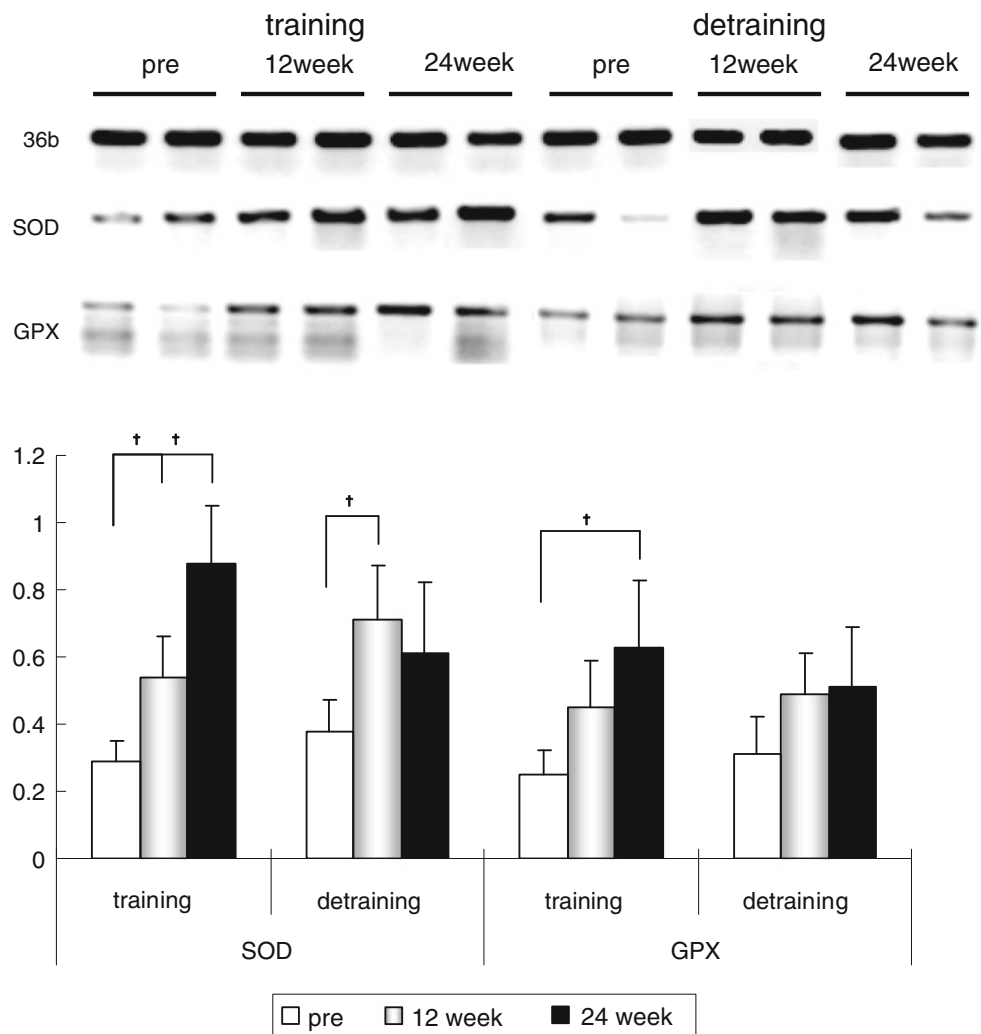 training detraining
pre 12week 24week pre 12week 24week
36b
SOD
GPX
† † † †
1.2
1
0.8
0.6
0.4
0.2
0
training detraining training detraining
SOD GPX
pre 12 week 24 week